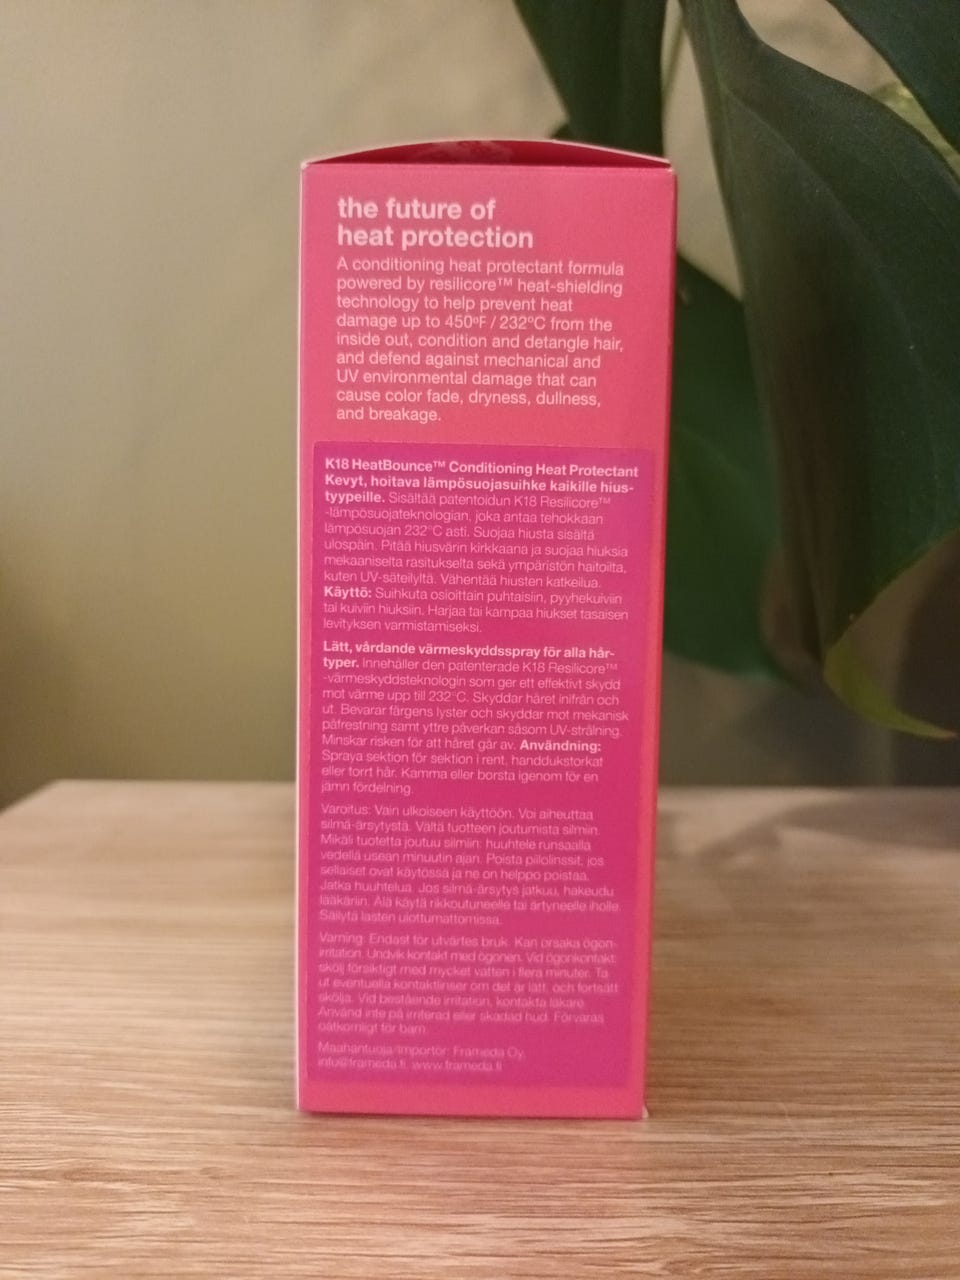 the future of
heat protection
A conditioning heat protectant formula
powered by resilicore™ heat-shielding
technology to help prevent heat
damage up to 450ºF / 232ºC from the
inside out, condition and detangle hair,
and defend against mechanical and
UV environmental damage that can
cause color fade, dryness, dullness,
and breakage.
K18 HeatBounce™ Conditioning Heat Protectant
Kevyt, hoitava lämpösuojasuihke kaikille hius-
tyypeille. Sisältää patentoidun K18 Resilicore™
-lämpösuojateknologian, joka antaa tehokkaan
lämpösuojan 232°C asti. Suojaa hiusta sisältä
ulospäin. Pitää hiusvärin kirkkaana ja suojaa hiuksia
mekaaniselta rasitukselta sekä ympäristön haitoilta,
kuten UV-säteilyltä. Vähentää hiusten katkeilua.
Käyttö: Suihkuta osioittain puhtaisiin, pyyhekuiviin
tai kuiviin hiuksiin. Harjaa tai kampaa hiukset tasaisen
levityksen varmistamiseksi.
Lätt, vårdande värmeskyddsspray för alla hår-
typer. Innehåller den patenterade K18 Resilicore™
-värmeskyddsteknologin som ger ett effektivt skydd
mot värme upp till 232°C. Skyddar håret inifrån och
ut. Bevarar färgens lyster och skyddar mot mekanisk
påfrestning samt yttre påverkan såsom UV-strålning.
Minskar risken för att håret går av. Användning:
Spraya sektion för sektion i rent, handdukstorkat
eller torrt hår. Kamma eller borsta igenom för en
jämn fördelning.
Varoitus: Vain ulkoiseen käyttöön. Voi aiheuttaa
silmä-ärsytystä. Vältä tuotteen joutumista silmiin.
Mikäli tuotetta joutuu silmiin: huuhtele runsaalla
vedellä usean minuutin ajan. Poista piilolinssit, jos
sellaiset ovat käytössä ja ne on helppo poistaa.
Jatka huuhtelua. Jos silmä-ärsytys jatkuu, hakeudu
lääkäriin. Älä käytä rikkoutuneelle tai ärtyneelle iholle.
Säilytä lasten ulottumattomissa.
Varning: Endast för utvärtes bruk. Kan orsaka ögon-
irritation. Undvik kontakt med ögonen. Vid ögonkontakt:
skölj försiktigt med mycket vatten i flera minuter. Ta
ut eventuella kontaktlinser om det är lätt, och fortsätt
skölja. Vid bestående irritation, kontakta läkare.
Använd inte på irriterad eller skadad hud. Förvaras
oåtkomligt för barn.
Maahantuoja/Importör: Frameda Oy,
info@frameda.fi, www.frameda.fi